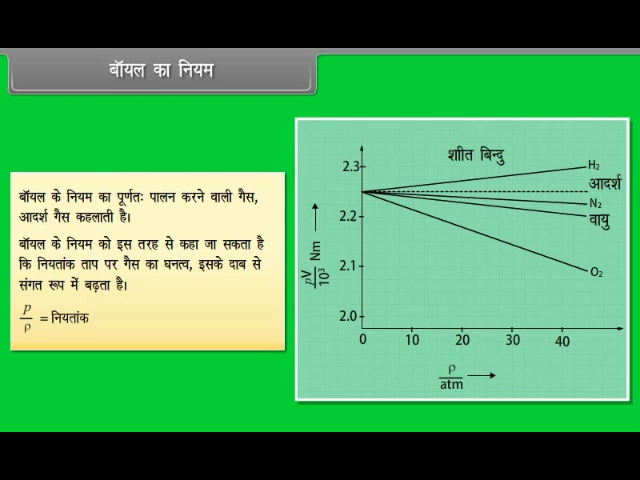 बॉयल का नियम
बॉयल के नियम का पूर्णतः पालन करने वाली गैस,
आदर्श गैस कहलाती है।
बॉयल के नियम को इस तरह से कहा जा सकता है
कि नियतांक ताप पर गैस का घनत्व, इसके दाब से
संगत रूप में बढ़ता है।
p/ρ = नियतांक
शाीत बिन्दु
2.3
2.2
2.1
2.0
pV/10³ Nm
H₂
आदर्श
N₂
वायु
O₂
0 10 20 30 40
ρ/atm